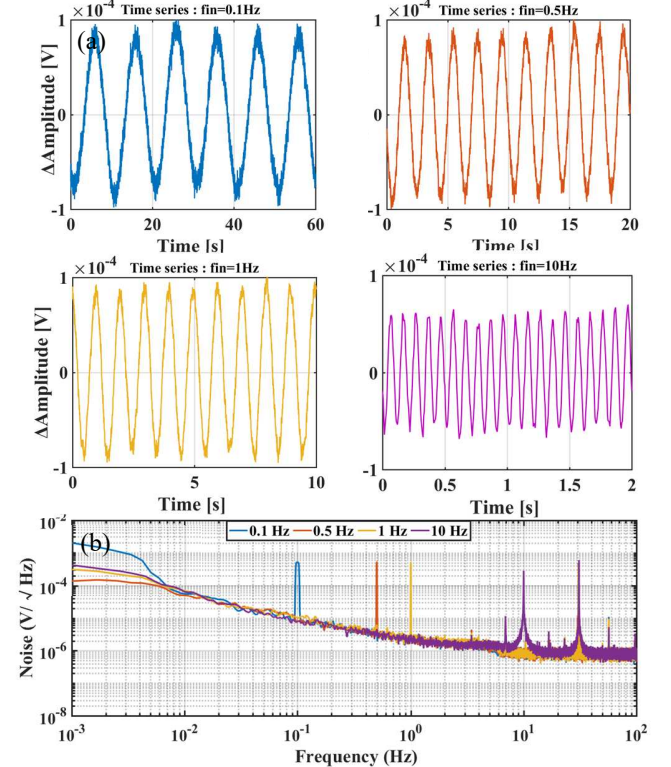 (a)
×10⁻⁴ Time series : fin=0.1Hz
1
0
-1
ΔAmplitude [V]
0 20 40 60
Time [s]
×10⁻⁴ Time series : fin=0.5Hz
1
0
-1
0 5 10 15 20
Time [s]
×10⁻⁴ Time series : fin=1Hz
1
0
-1
ΔAmplitude [V]
0 5 10
Time [s]
×10⁻⁴ Time series : fin=10Hz
1
0
-1
0 0.5 1 1.5 2
Time [s]
(b)
0.1 Hz 0.5 Hz 1 Hz 10 Hz
10⁻²
10⁻⁴
10⁻⁶
10⁻⁸
Noise (V/√Hz)
10⁻³ 10⁻² 10⁻¹ 10⁰ 10¹ 10²
Frequency (Hz)